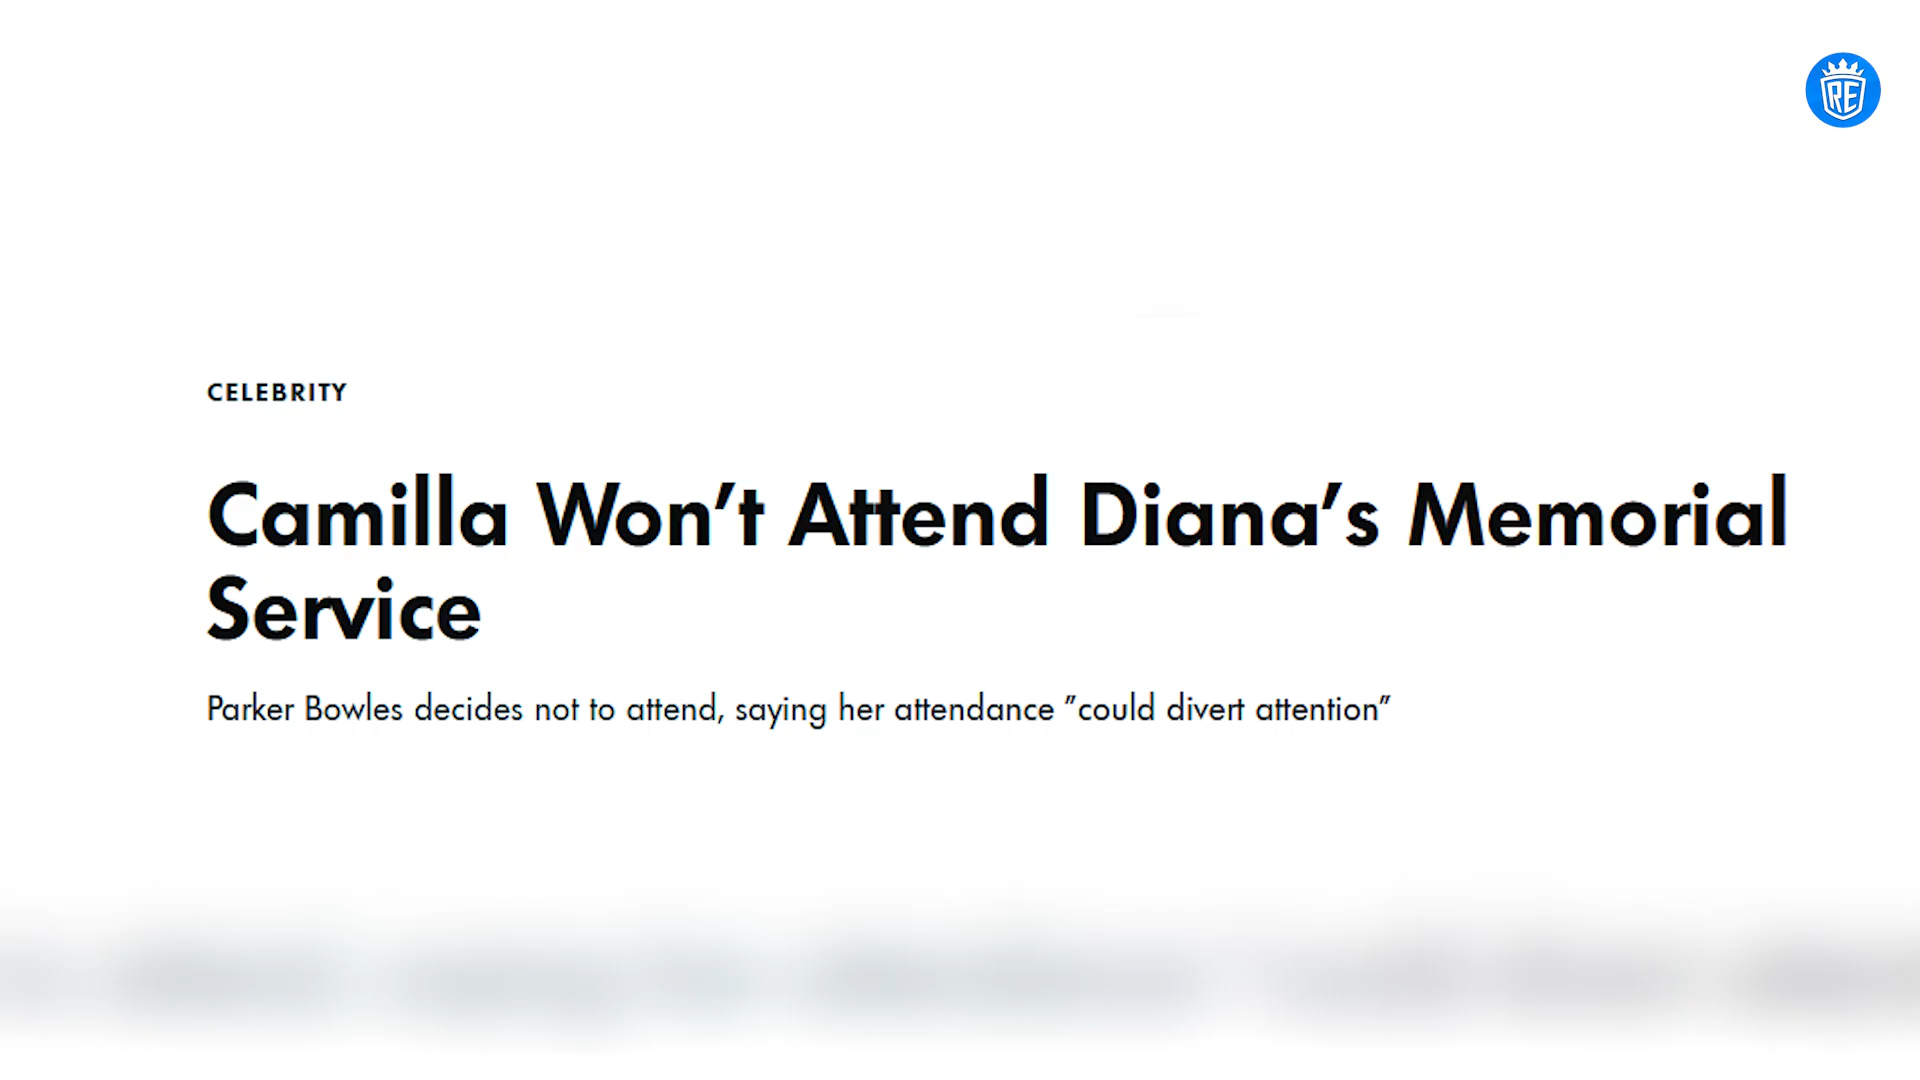 RE
CELEBRITY
Camilla Won’t Attend Diana’s Memorial
Service
Parker Bowles decides not to attend, saying her attendance ”could divert attention”